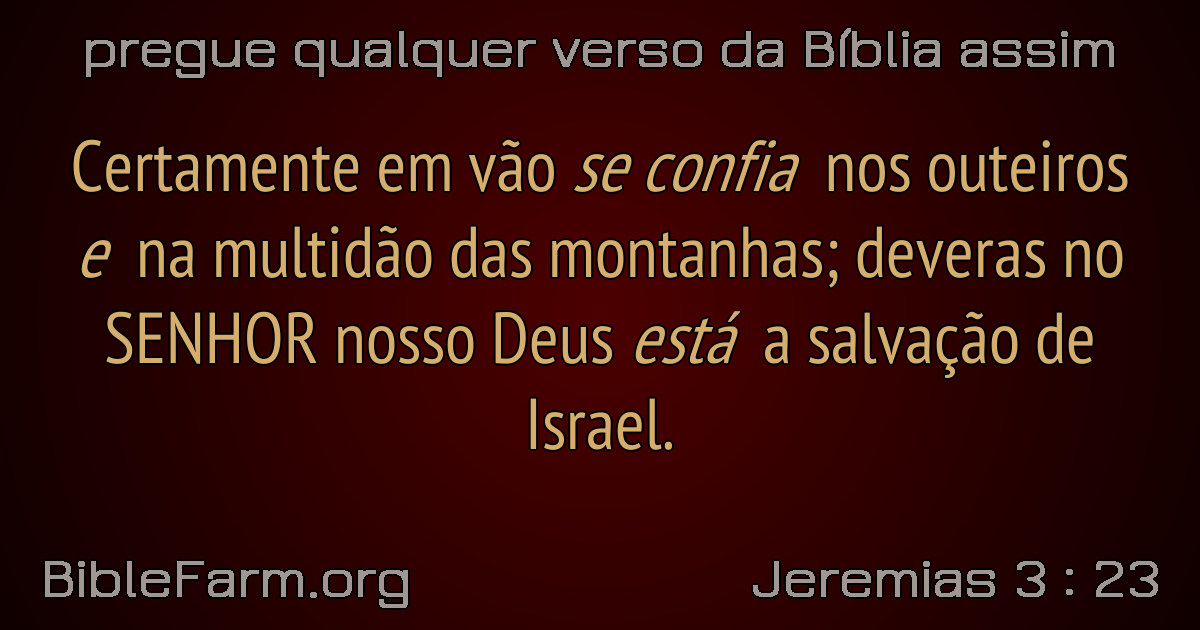 pregue qualquer verso da Bíblia assim
Certamente em vão se confia nos outeiros
e na multidão das montanhas; deveras no
SENHOR nosso Deus está a salvação de
Israel.
BibleFarm.org
Jeremias 3 : 23